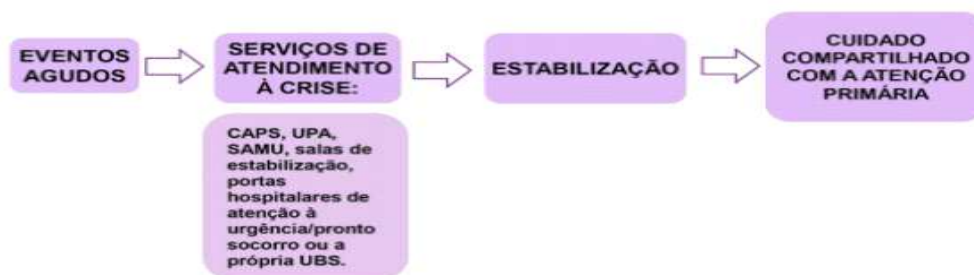 EVENTOS
AGUDOS
SERVIÇOS DE
ATENDIMENTO
À CRISE:
CAPS, UPA,
SAMU, salas de
estabilização,
portas
hospitalares de
atenção à
urgência/pronto
socorro ou a
própria UBS.
ESTABILIZAÇÃO
CUIDADO
COMPARTILHADO
COM A ATENÇÃO
PRIMÁRIA